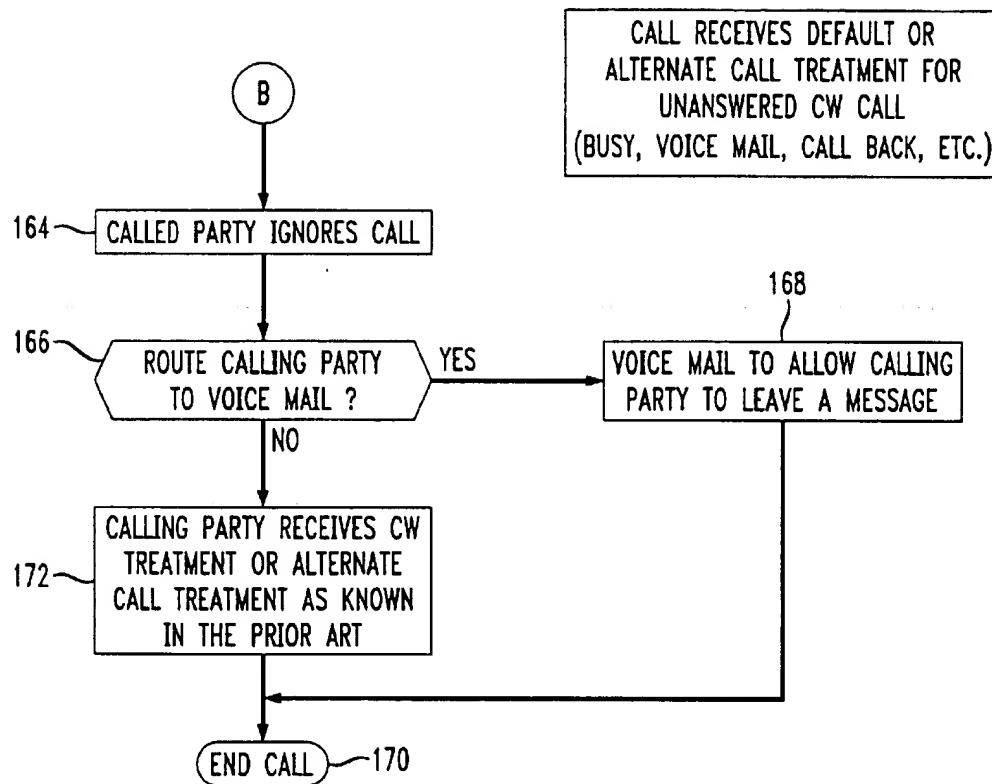 CALL RECEIVES DEFAULT OR
ALTERNATE CALL TREATMENT FOR
UNANSWERED CW CALL
(BUSY, VOICE MAIL, CALL BACK, ETC.)
B
164
CALLED PARTY IGNORES CALL
166
ROUTE CALLING PARTY
TO VOICE MAIL ?
YES
168
VOICE MAIL TO ALLOW CALLING
PARTY TO LEAVE A MESSAGE
NO
172
CALLING PARTY RECEIVES CW
TREATMENT OR ALTERNATE
CALL TREATMENT AS KNOWN
IN THE PRIOR ART
END CALL
170